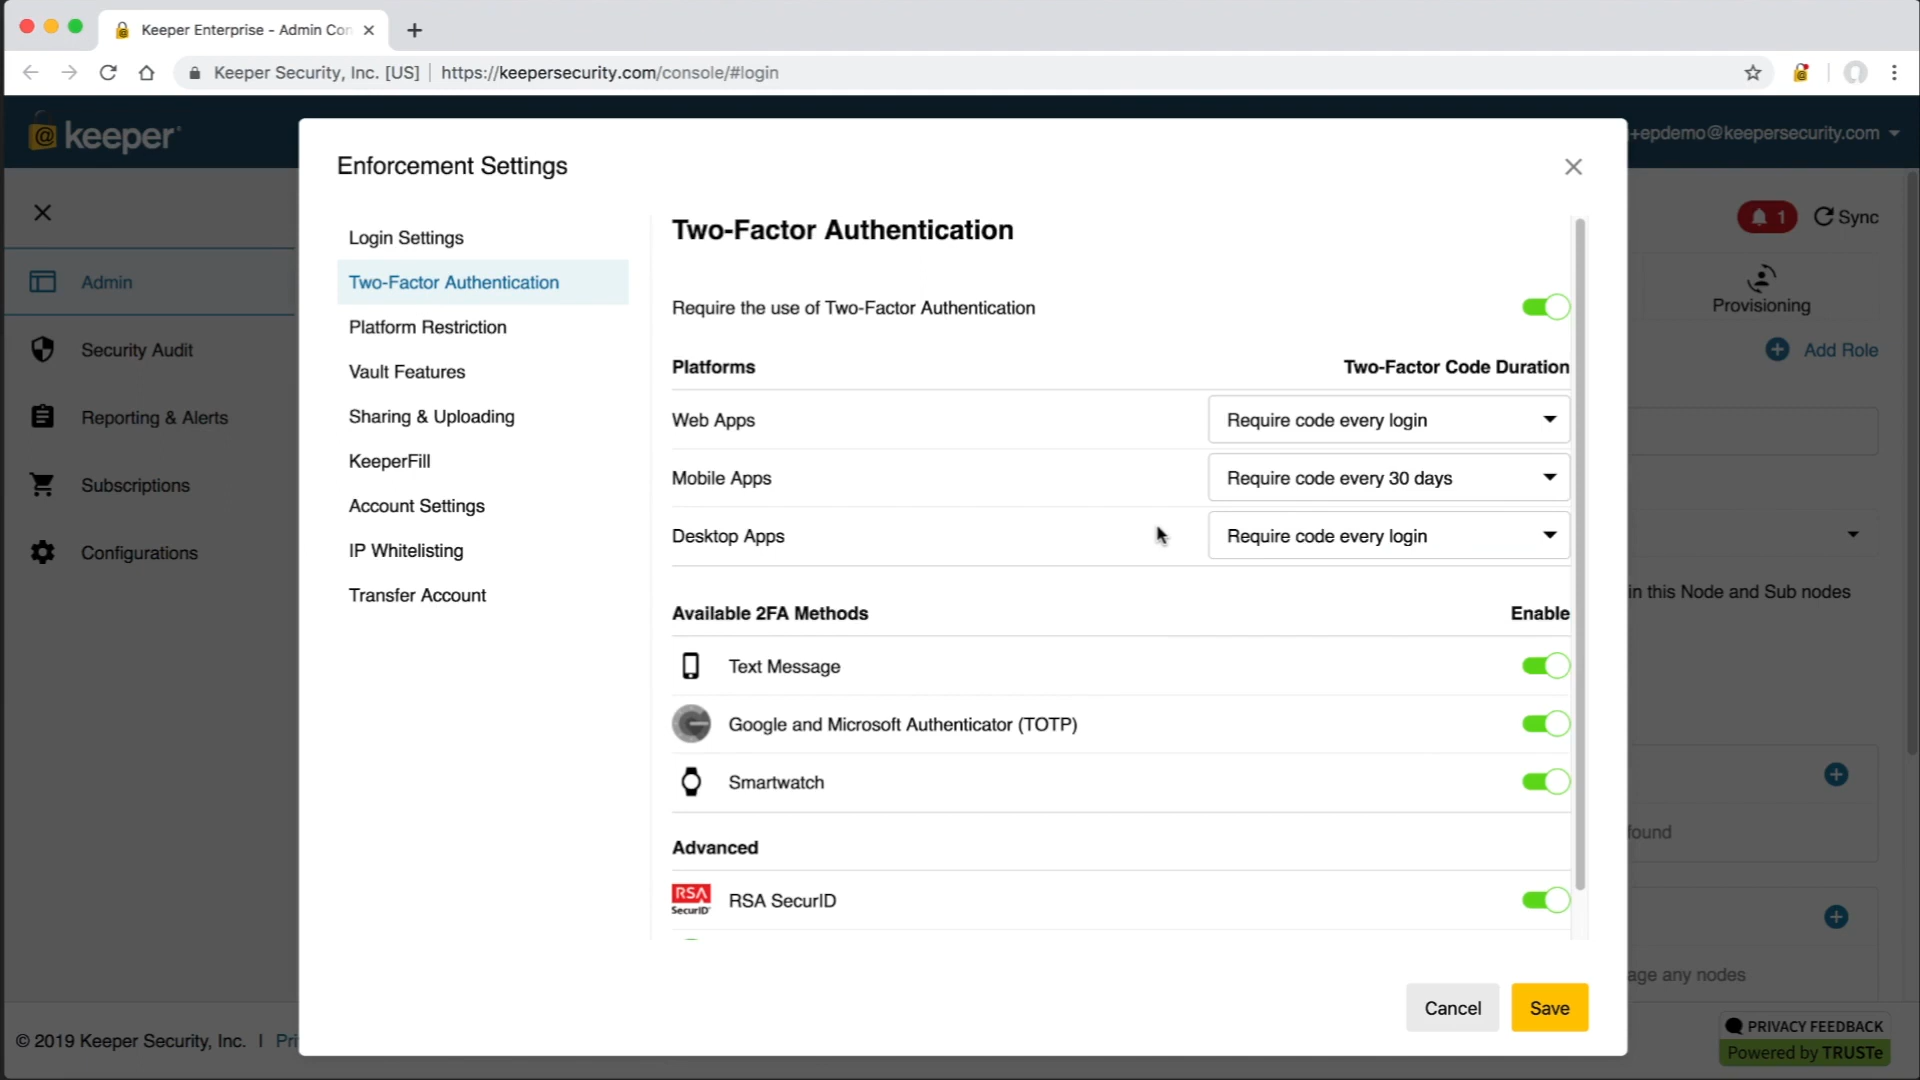 Keeper Enterprise - Admin Con
Keeper Security, Inc. [US] https://keepersecurity.com/console/#login
keeper
+epdemo@keepersecurity.com
Enforcement Settings
1 Sync
Admin
Security Audit
Reporting & Alerts
Subscriptions
Configurations
Login Settings
Two-Factor Authentication
Platform Restriction
Vault Features
Sharing & Uploading
KeeperFill
Account Settings
IP Whitelisting
Transfer Account
Two-Factor Authentication
Require the use of Two-Factor Authentication
Platforms Two-Factor Code Duration
Web Apps Require code every login
Mobile Apps Require code every 30 days
Desktop Apps Require code every login
Available 2FA Methods Enable
Text Message
Google and Microsoft Authenticator (TOTP)
Smartwatch
Advanced
RSA SecurID RSA SecurID
Cancel Save
Provisioning
Add Role
in this Node and Sub nodes
found
age any nodes
© 2019 Keeper Security, Inc. | Pri
PRIVACY FEEDBACK
Powered by TRUSTe